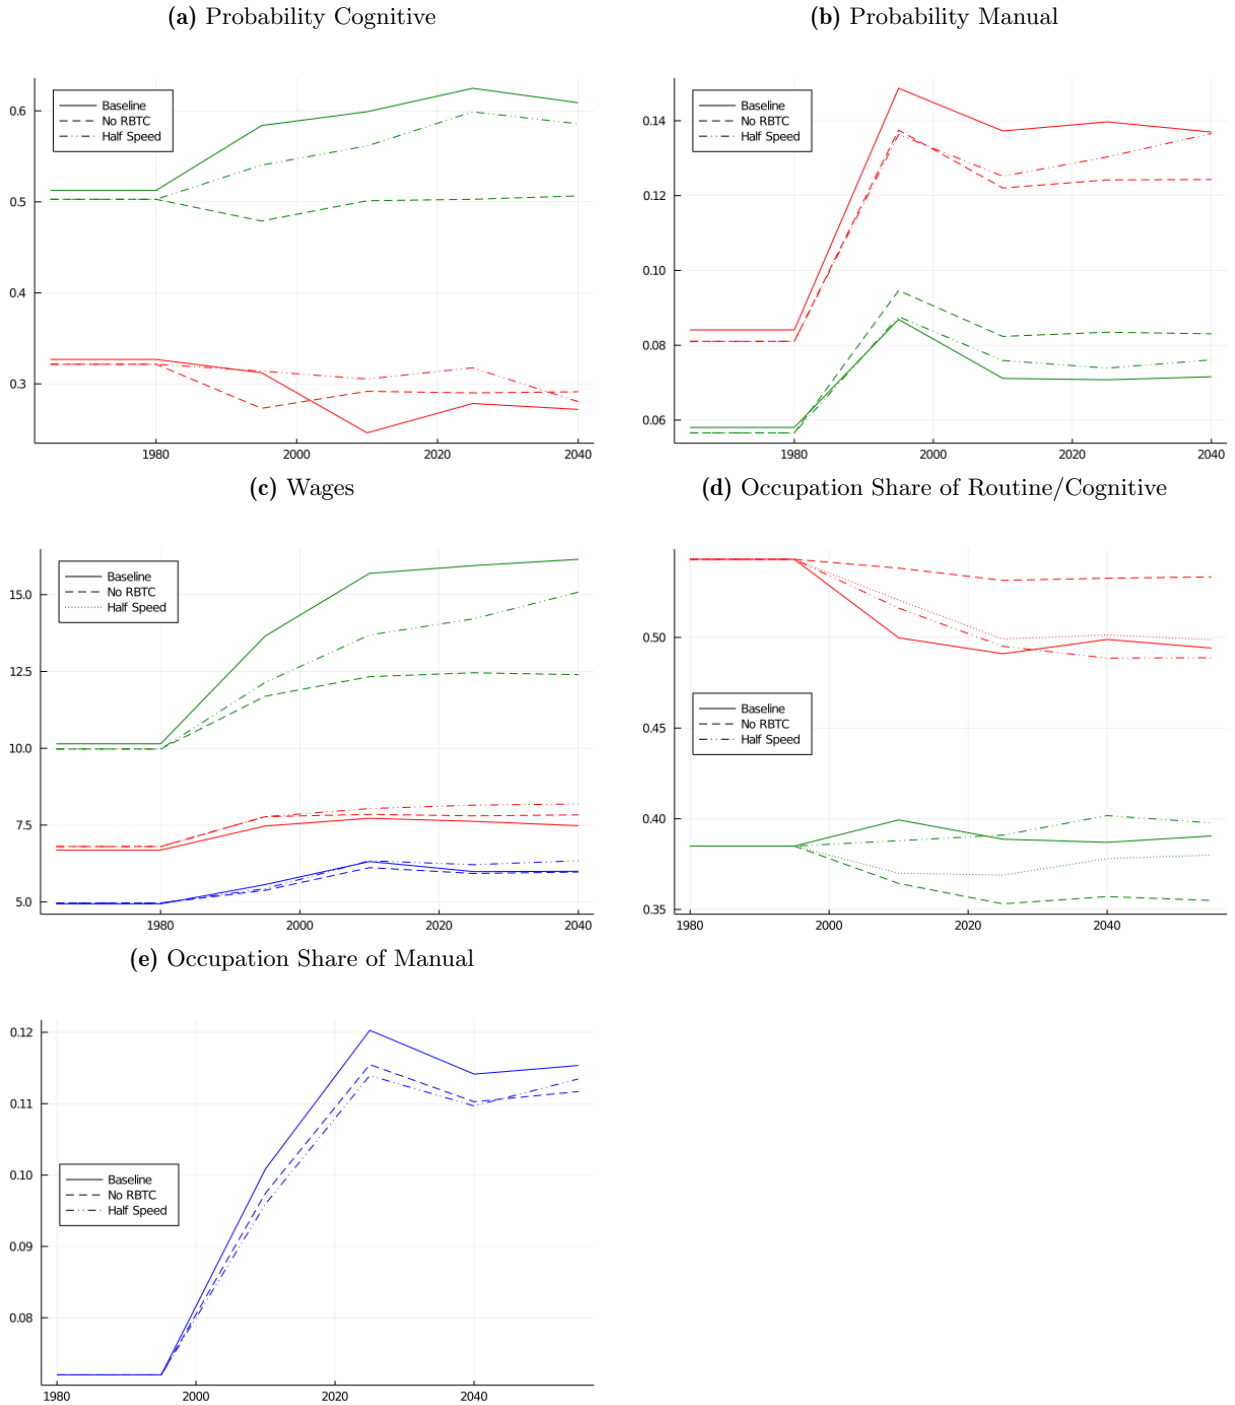 (a) Probability Cognitive
Baseline
No RBTC
Half Speed
0.6
0.5
0.4
0.3
1980 2000 2020 2040
(b) Probability Manual
Baseline
No RBTC
Half Speed
0.14
0.12
0.10
0.08
0.06
1980 2000 2020 2040
(c) Wages
Baseline
No RBTC
Half Speed
15.0
12.5
10.0
7.5
5.0
1980 2000 2020 2040
(d) Occupation Share of Routine/Cognitive
0.50
0.45
0.40
0.35
Baseline
No RBTC
Half Speed
1980 2000 2020 2040
(e) Occupation Share of Manual
0.12
0.11
0.10
0.09
0.08
Baseline
No RBTC
Half Speed
1980 2000 2020 2040